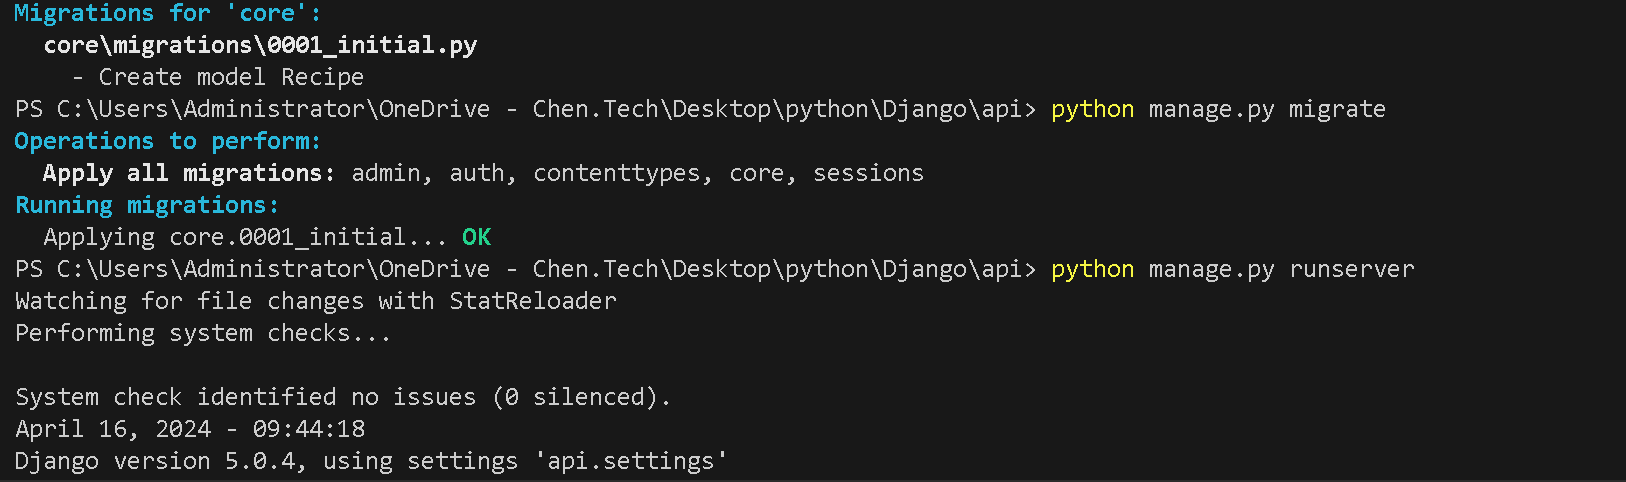 Migrations for 'core':
core\migrations\0001_initial.py
- Create model Recipe
PS C:\Users\Administrator\OneDrive - Chen.Tech\Desktop\python\Django\api> python manage.py migrate
Operations to perform:
Apply all migrations: admin, auth, contenttypes, core, sessions
Running migrations:
Applying core.0001_initial... OK
PS C:\Users\Administrator\OneDrive - Chen.Tech\Desktop\python\Django\api> python manage.py runserver
Watching for file changes with StatReloader
Performing system checks...
System check identified no issues (0 silenced).
April 16, 2024 - 09:44:18
Django version 5.0.4, using settings 'api.settings'